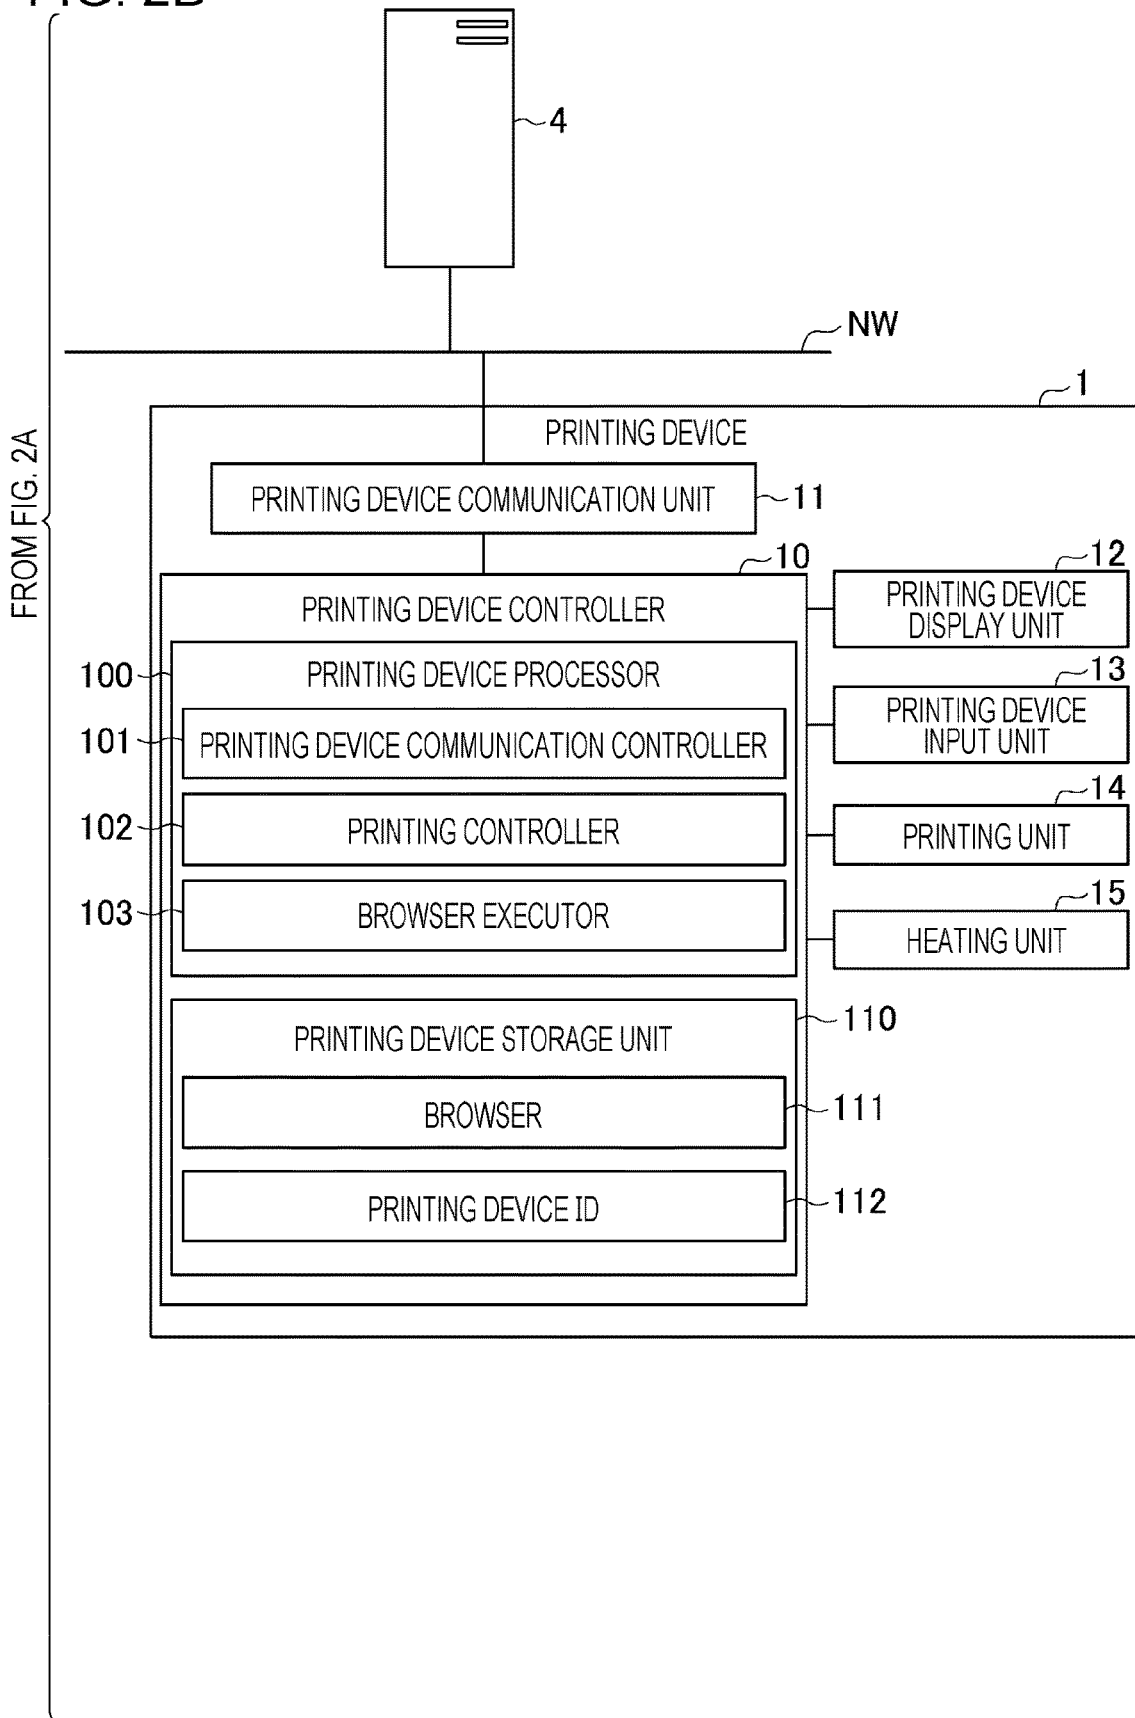 FIG. 2B
FROM FIG. 2A
4
NW
1
PRINTING DEVICE
PRINTING DEVICE COMMUNICATION UNIT
11
10
PRINTING DEVICE CONTROLLER
12
PRINTING DEVICE
DISPLAY UNIT
100
PRINTING DEVICE PROCESSOR
13
PRINTING DEVICE
INPUT UNIT
101
PRINTING DEVICE COMMUNICATION CONTROLLER
14
PRINTING UNIT
102
PRINTING CONTROLLER
15
HEATING UNIT
103
BROWSER EXECUTOR
110
PRINTING DEVICE STORAGE UNIT
BROWSER
111
PRINTING DEVICE ID
112